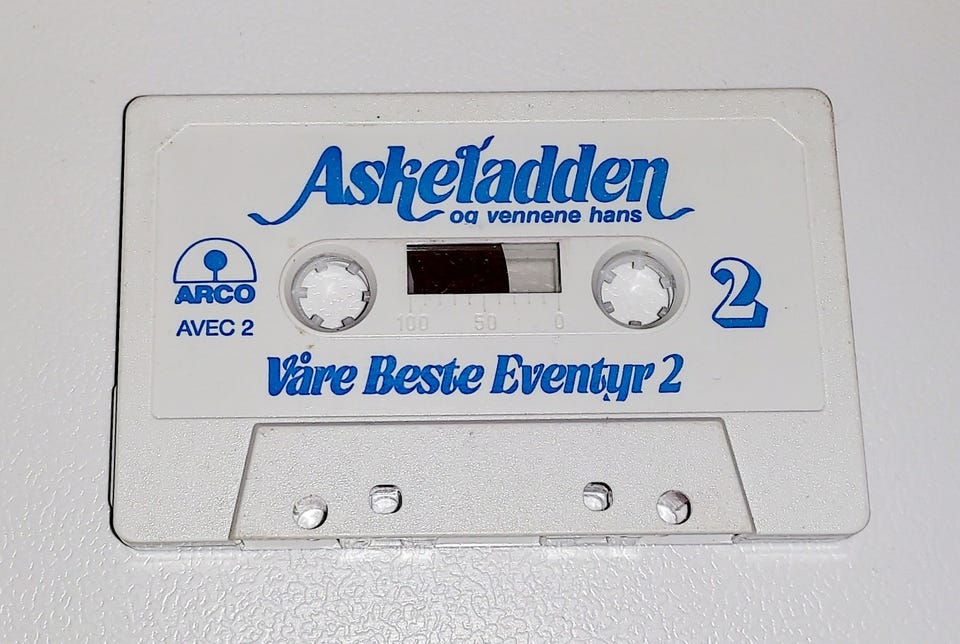 Askeladden
og vennene hans
ARCO
AVEC 2
2
100 50 0
Våre Beste Eventyr 2